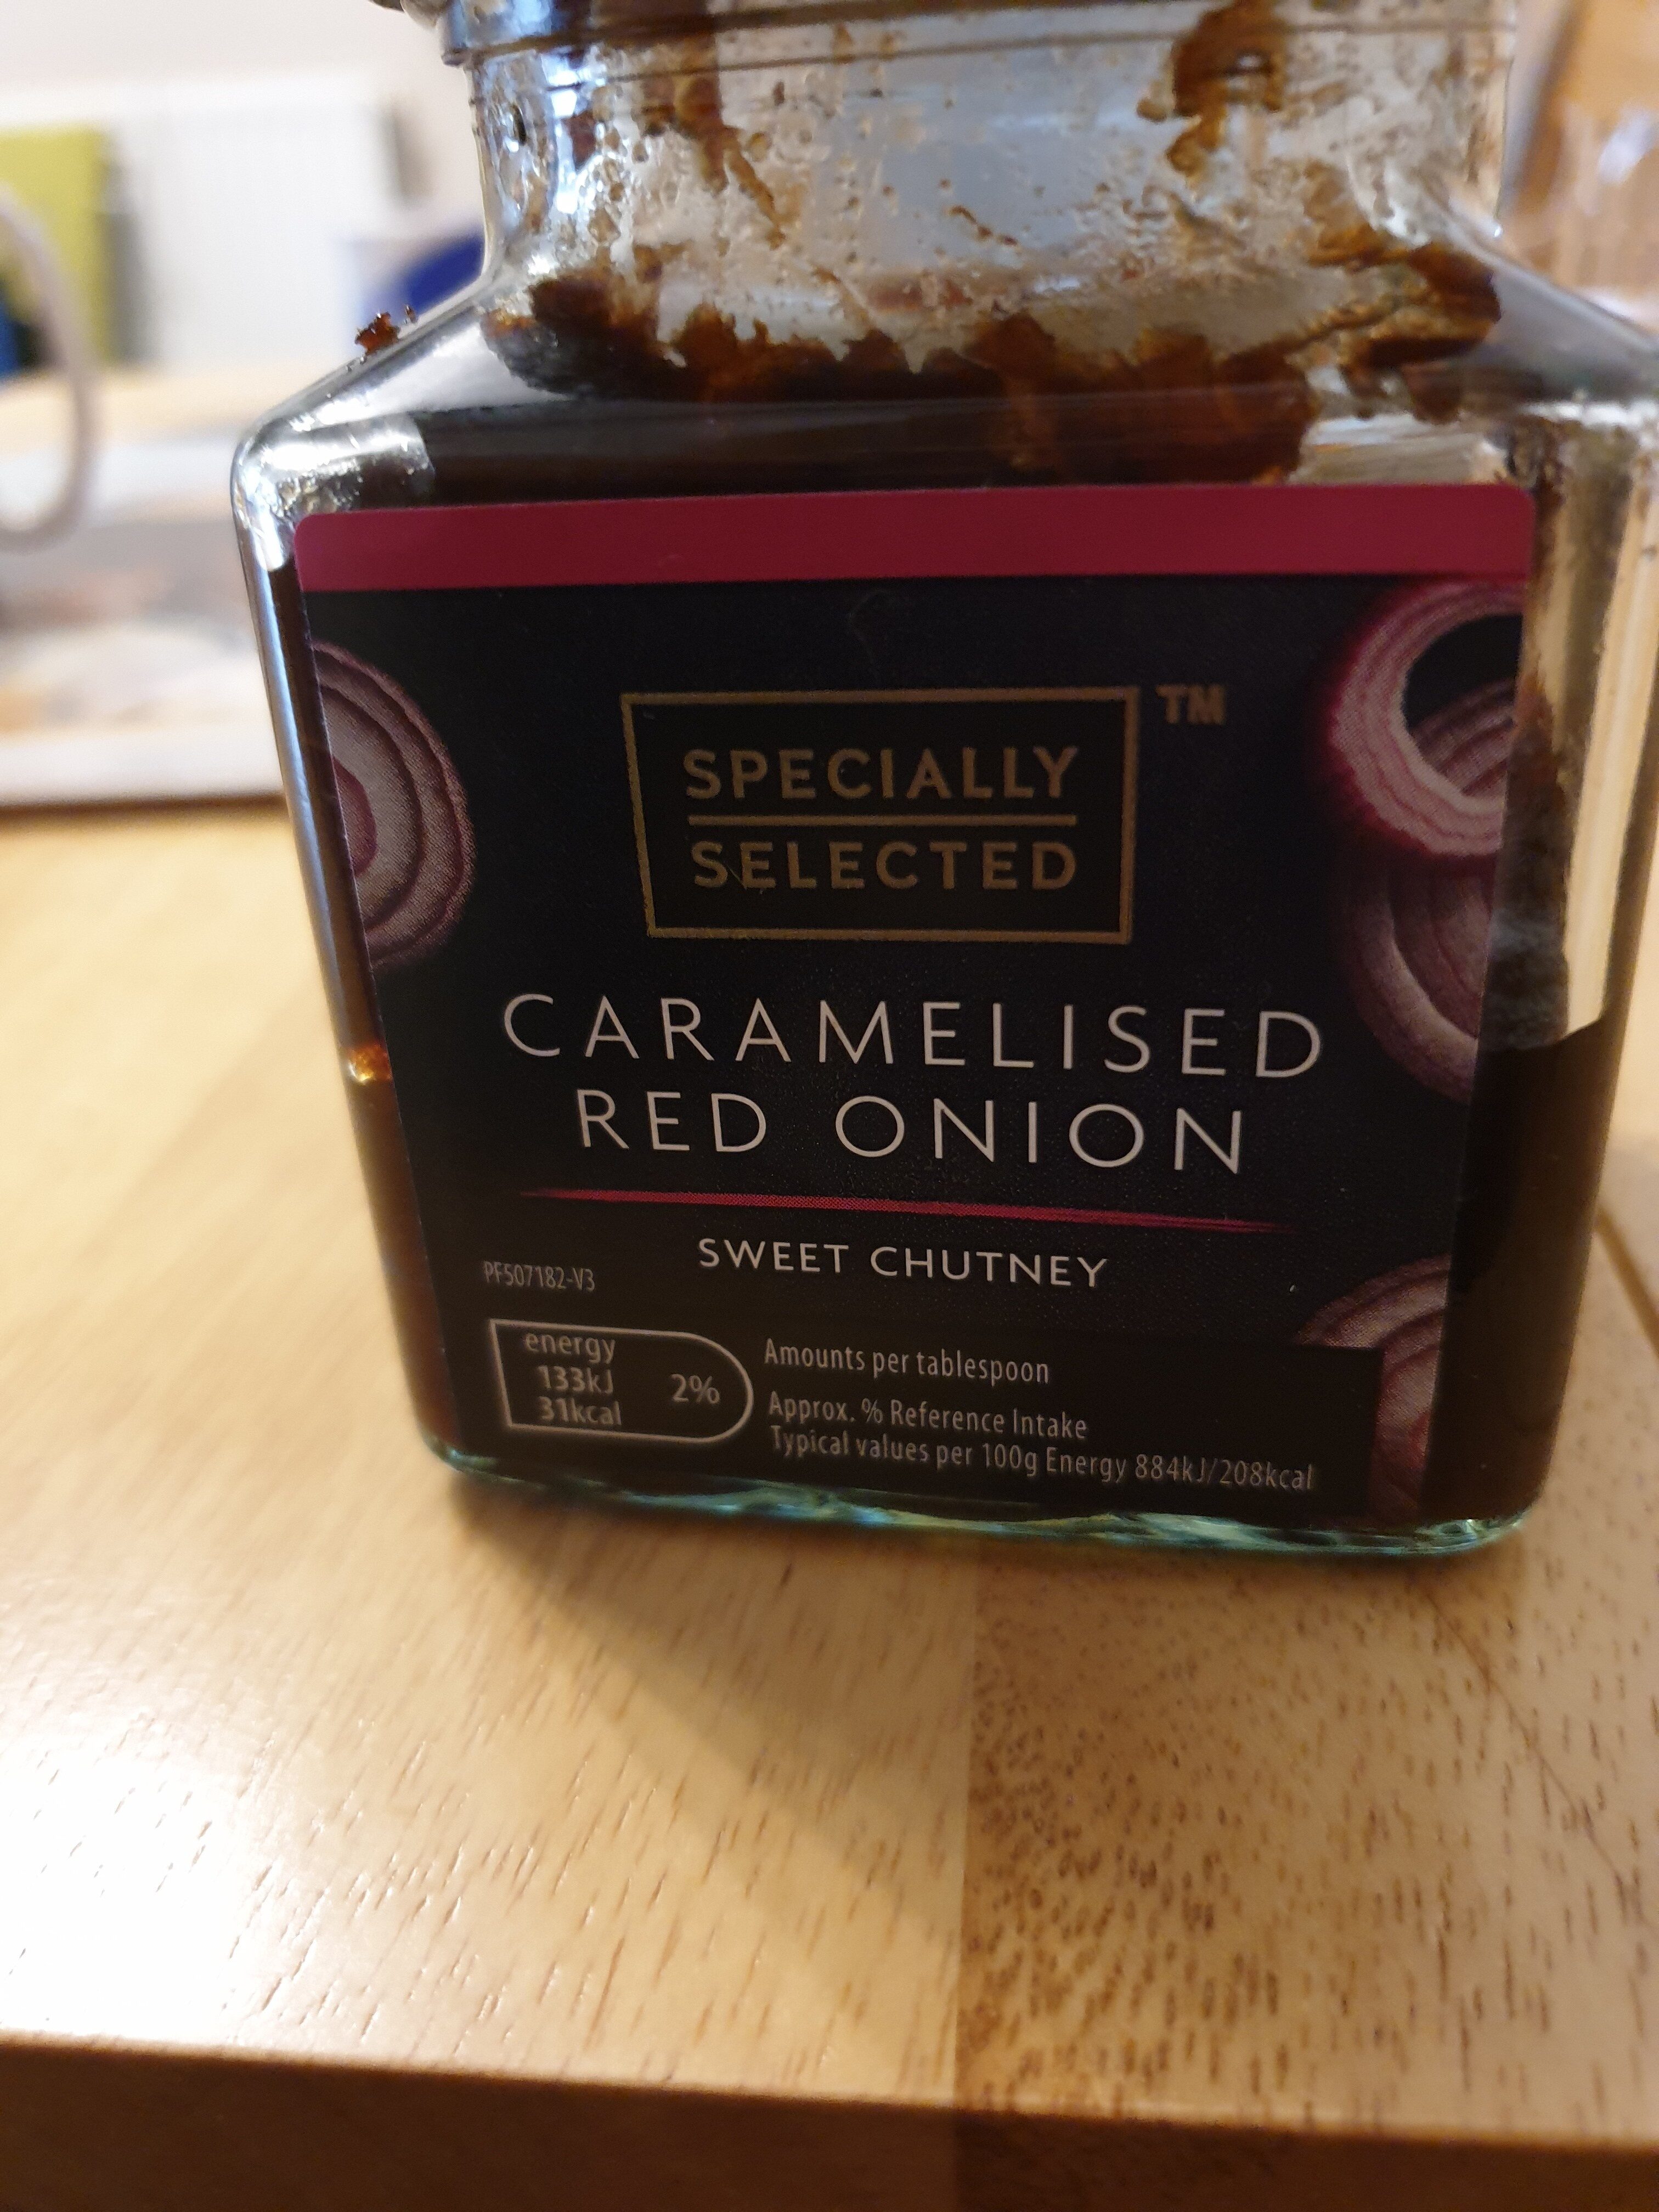 SPECIALLY
SELECTED
TM
CARAMELISED
RED ONION
SWEET CHUTNEY
PF507182-V3
energy
133kJ
31kcal
2%
Amounts per tablespoon
Approx. % Reference Intake
Typical values per 100g Energy 884kJ/208kcal